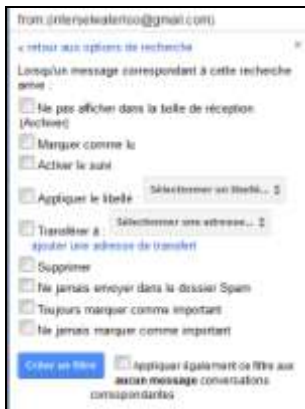 from:(interselwaterloo@gmail.com)
« retour aux options de recherche
×
Lorsqu'un message correspondant à cette recherche
arrive :
Ne pas afficher dans la boîte de réception
(Archiver)
Marquer comme lu
Activer le suivi
Appliquer le libellé Sélectionner un libellé...
Transférer à Sélectionner une adresse...
ajouter une adresse de transfert
Supprimer
Ne jamais envoyer dans le dossier Spam
Toujours marquer comme important
Ne jamais marquer comme important
Créer un filtre Appliquer également ce filtre aux
aucun message conversations
correspondantes